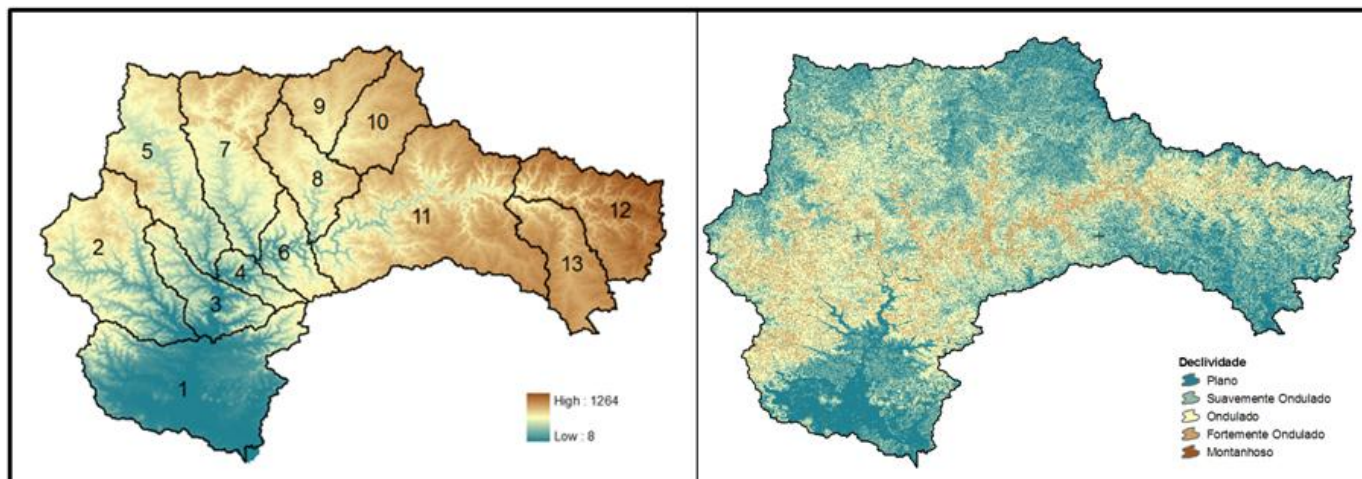 9
10
5
7
8
12
2
11
6
13
4
3
1
High : 1264
Low : 8
Declividade
Plano
Suavemente Ondulado
Ondulado
Fortemente Ondulado
Montanhoso